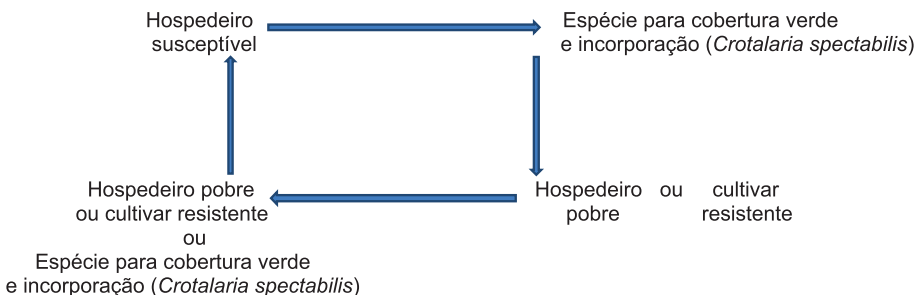 Hospedeiro
susceptível
Espécie para cobertura verde
e incorporação (Crotalaria spectabilis)
Hospedeiro ou cultivar
pobre resistente
Hospedeiro pobre
ou cultivar resistente
ou
Espécie para cobertura verde
e incorporação (Crotalaria spectabilis)